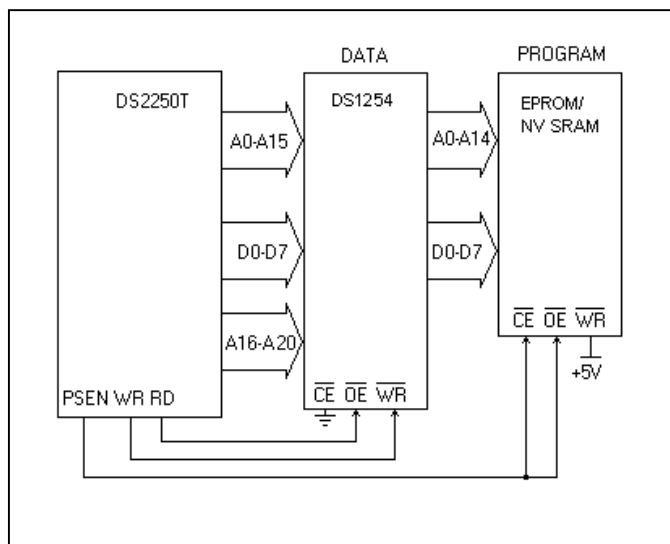 DATA
PROGRAM
DS2250T
DS1254
EPROM/
NV SRAM
A0-A15
A0-A14
D0-D7
D0-D7
A16-A20
CE OE WR
+5V
CE OE WR
PSEN WR RD